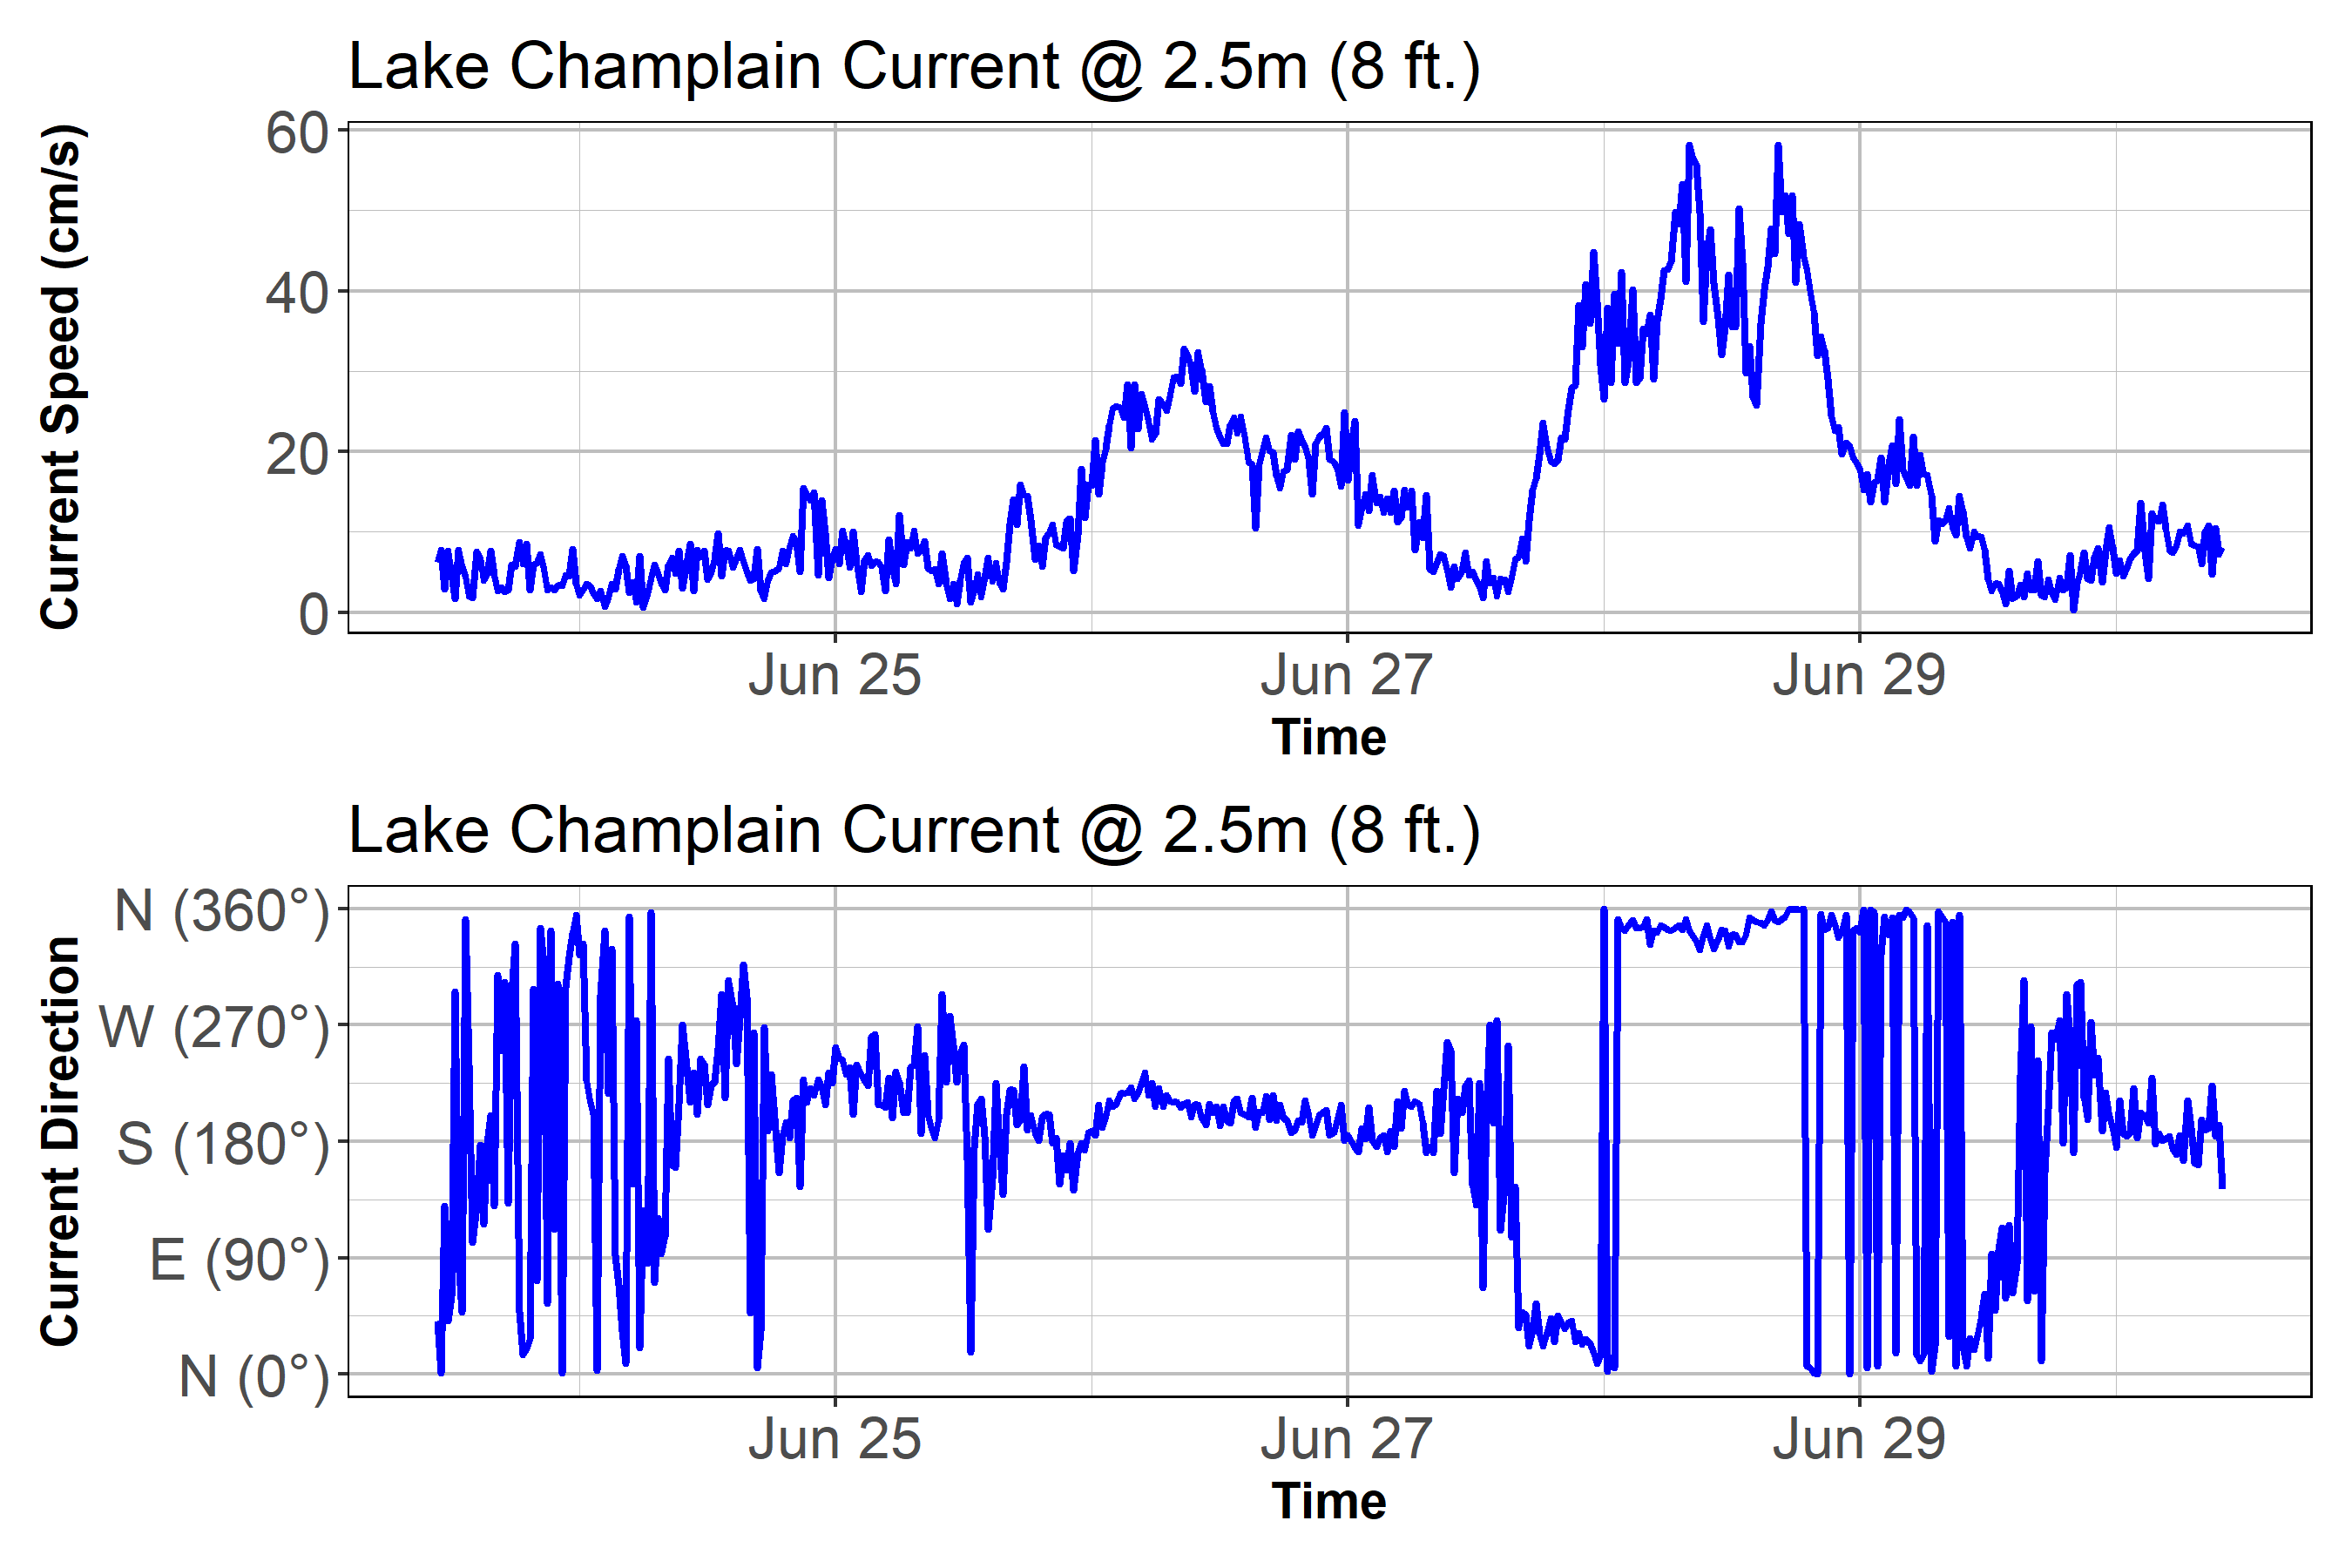 Lake Champlain Current @ 2.5m (8 ft.)
Current Speed (cm/s)
60
40
20
0
Jun 25 Jun 27 Jun 29
Time
Lake Champlain Current @ 2.5m (8 ft.)
Current Direction
N (360°)
W (270°)
S (180°)
E (90°)
N (0°)
Jun 25 Jun 27 Jun 29
Time